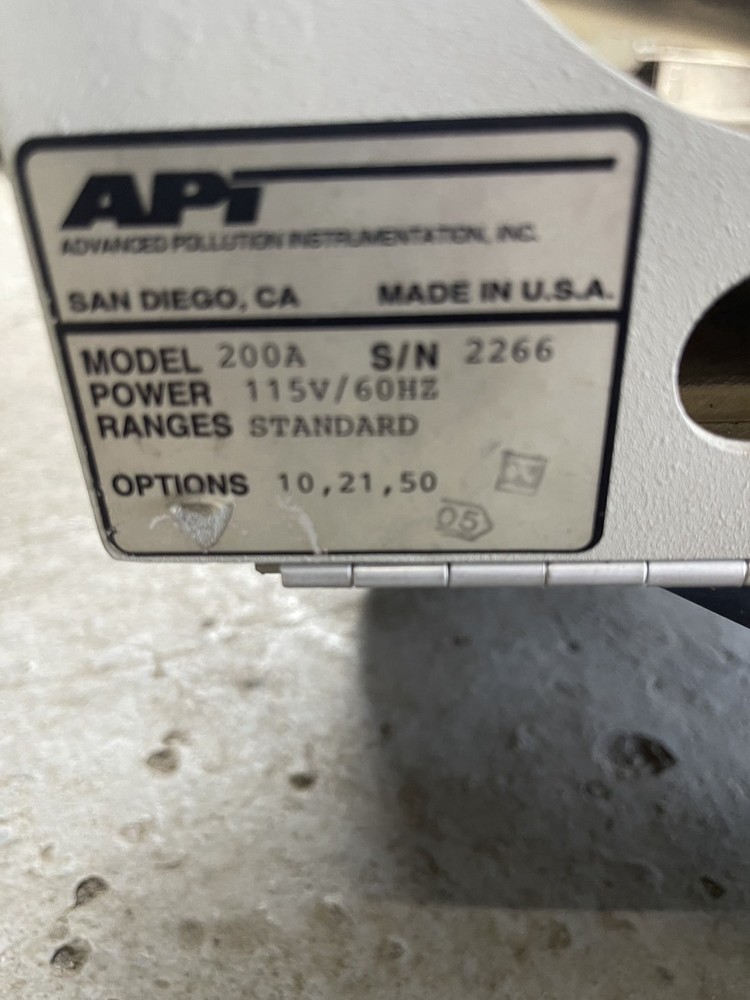 API
ADVANCED POLLUTION INSTRUMENTATION, INC.
SAN DIEGO, CA MADE IN U.S.A.
MODEL 200A S/N 2266
POWER 115V/60HZ
RANGES STANDARD
OPTIONS 10,21,50
05